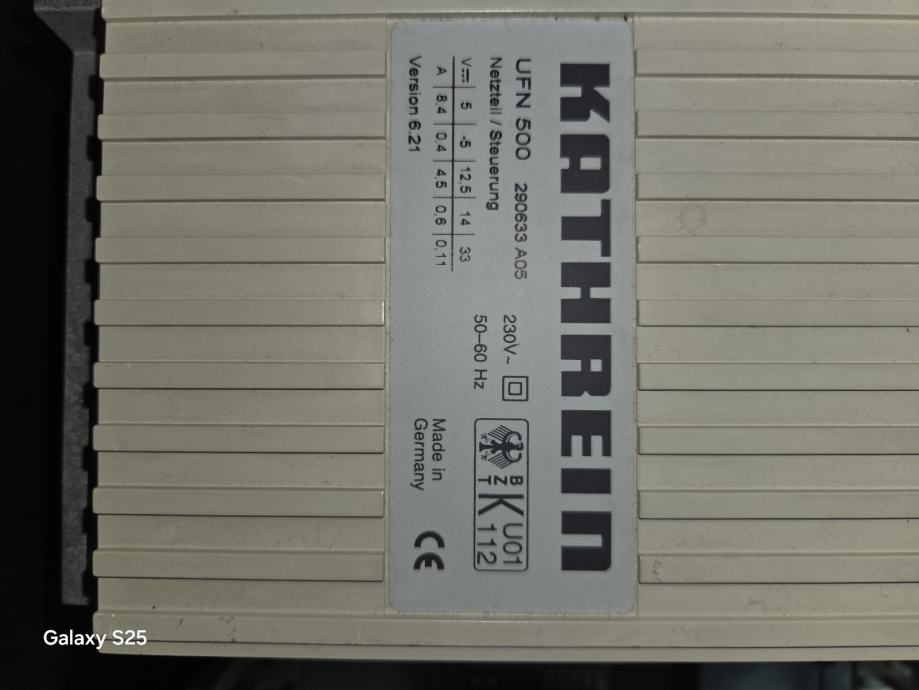 KATHREIN
UFN 500 290633 A05
Netzteil / Steuerung
V⎓ 5 -5 12,5 14 33
A 8,4 0,4 4,5 0,6 0,11
Version 6.21
230V~
50–60 Hz
BZT K U01 112
Made in
Germany
CE
Galaxy S25